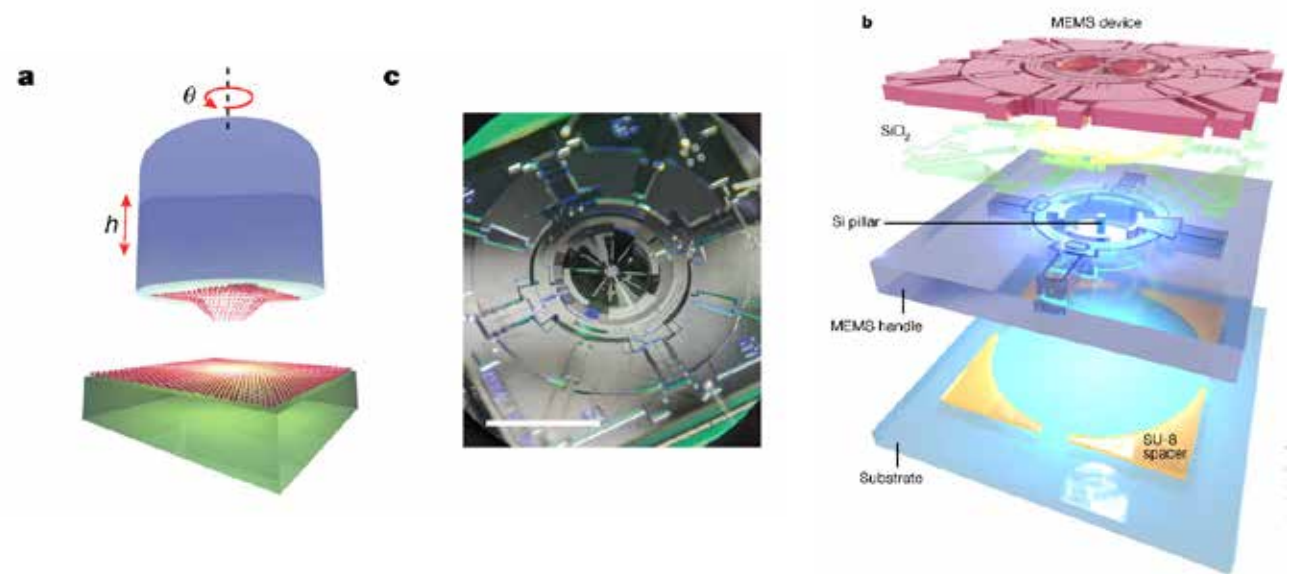 a
θ
h
c
b
MEMS device
SiO2
Si pillar
MEMS handle
SU-8
spacer
Substrate